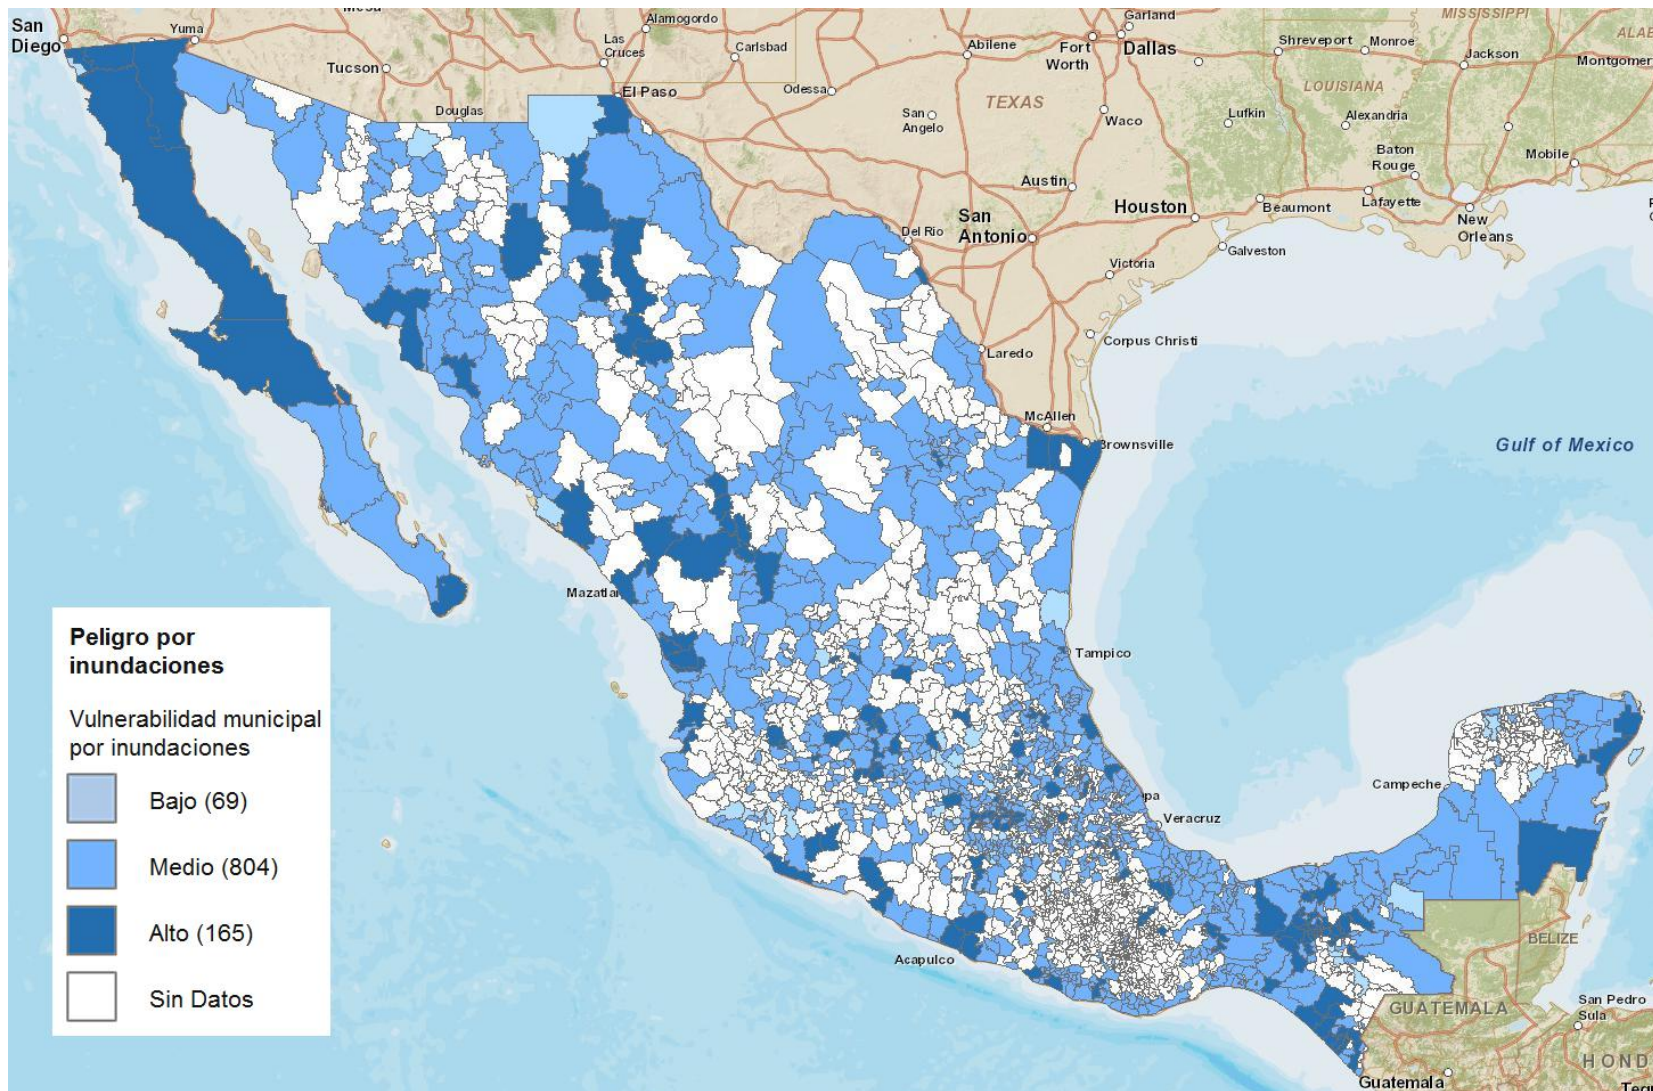 San
Diego
Yuma
Mesa
Tucson
Douglas
Las
Cruces
Alamogordo
Carlsbad
El Paso
Odessa
Abilene
Fort
Worth
Garland
Dallas
Shreveport
Monroe
MISSISSIPPI
Jackson
Montgomer
LOUISIANA
TEXAS
San
Angelo
Waco
Lufkin
Alexandria
Baton
Rouge
Mobile
Austin
San
Antonio
Houston
Beaumont
Lafayette
New
Orleans
Del Rio
Victoria
Galveston
Laredo
Corpus Christi
McAllen
Brownsville
Gulf of Mexico
Mazatlan
Tampico
Campeche
Veracruz
Acapulco
BELIZE
GUATEMALA
San Pedro
Sula
HOND
Guatemala
Peligro por
inundaciones
Vulnerabilidad municipal
por inundaciones
Bajo (69)
Medio (804)
Alto (165)
Sin Datos